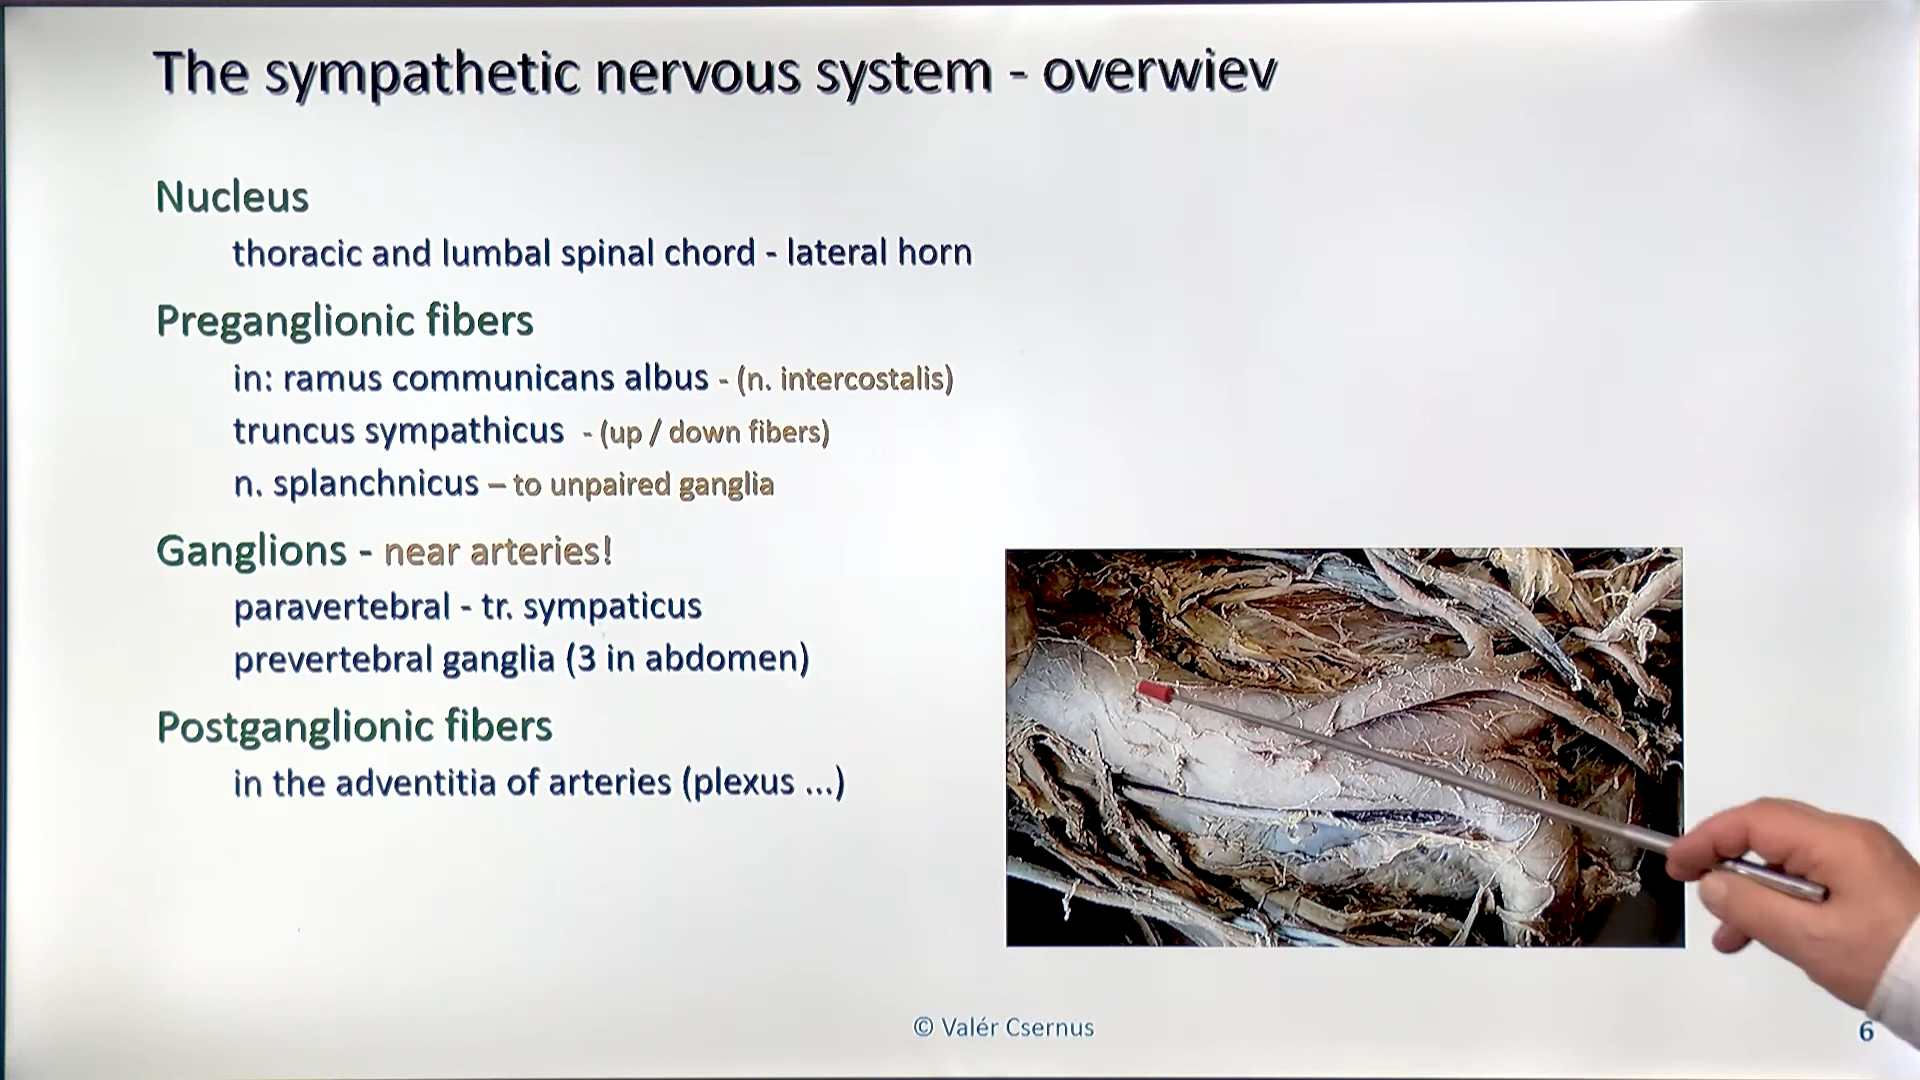 The sympathetic nervous system - overwiev
Nucleus
thoracic and lumbal spinal chord - lateral horn
Preganglionic fibers
in: ramus communicans albus - (n. intercostalis)
truncus sympathicus - (up / down fibers)
n. splanchnicus – to unpaired ganglia
Ganglions - near arteries!
paravertebral - tr. sympaticus
prevertebral ganglia (3 in abdomen)
Postganglionic fibers
in the adventitia of arteries (plexus ...)
© Valér Csernus
6